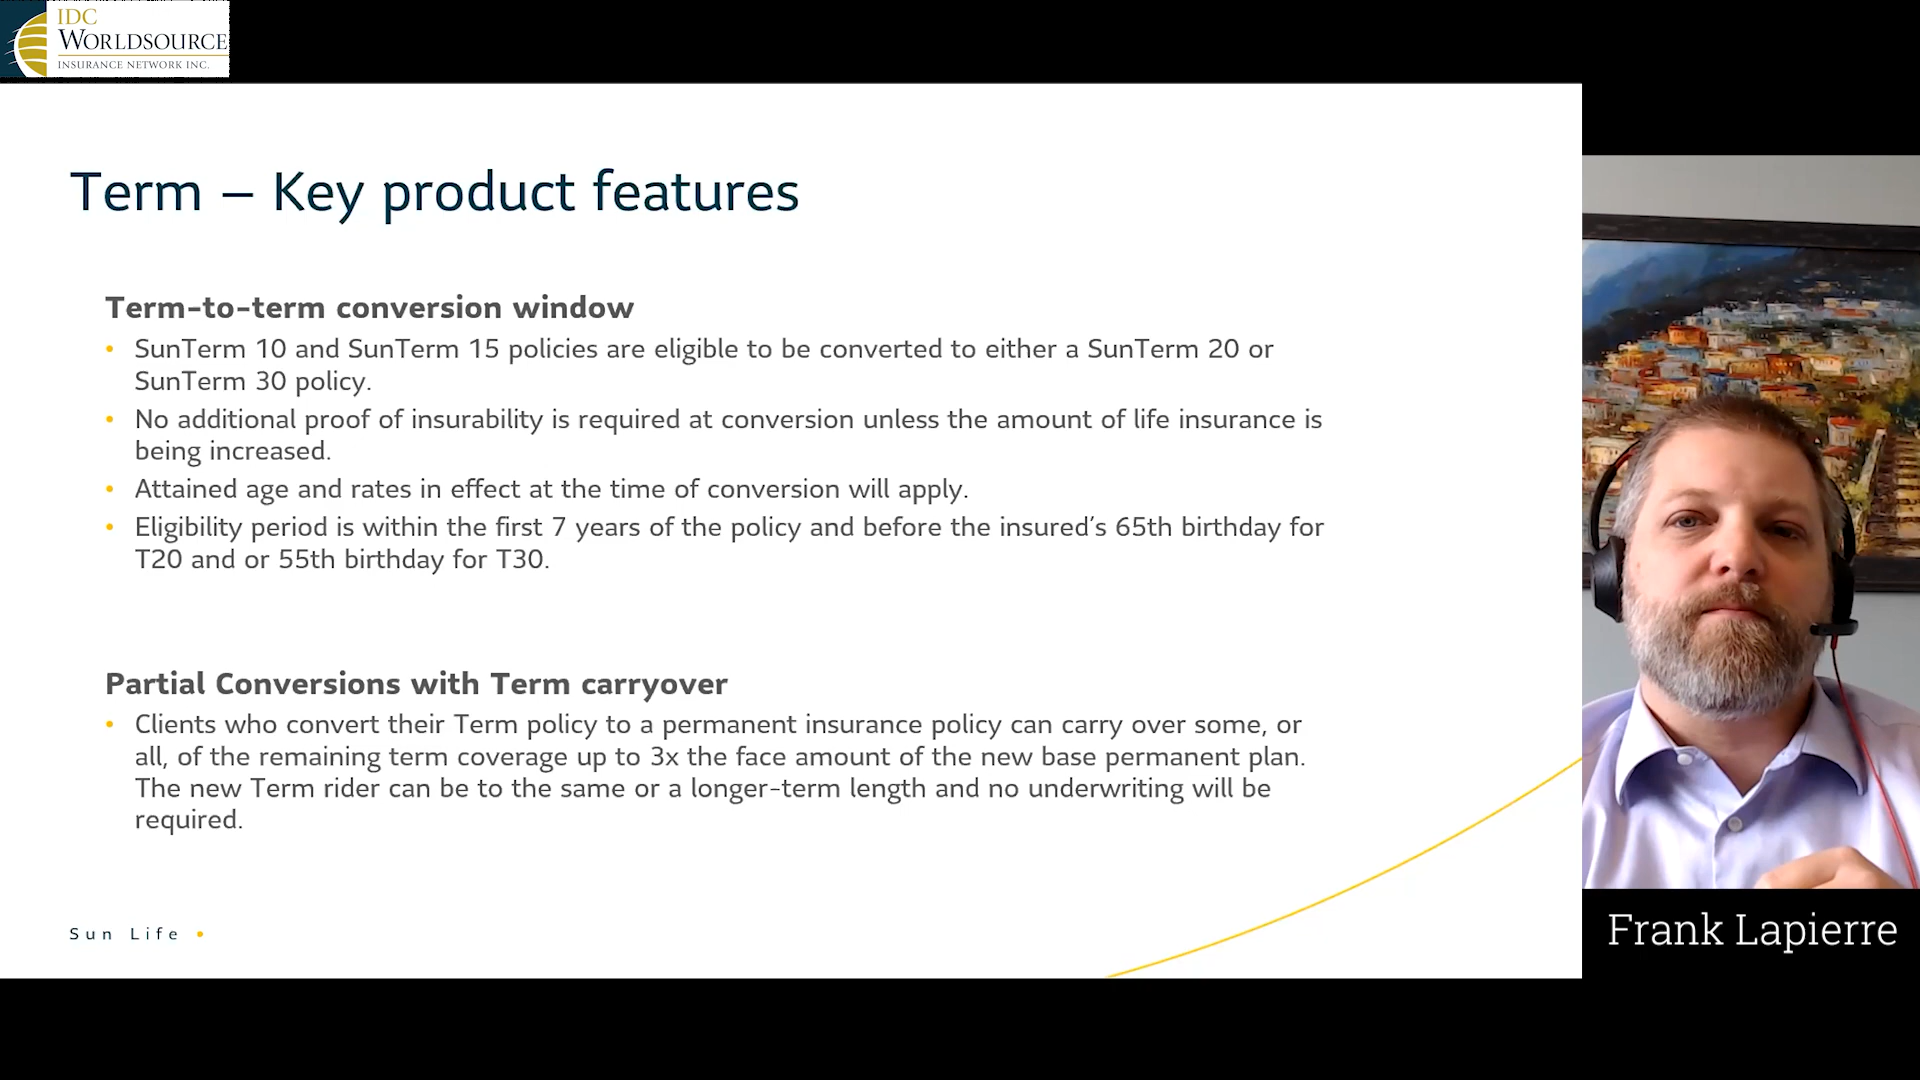 IDC
WORLDSOURCE
INSURANCE NETWORK INC.
Term – Key product features
Term-to-term conversion window
• SunTerm 10 and SunTerm 15 policies are eligible to be converted to either a SunTerm 20 or
SunTerm 30 policy.
• No additional proof of insurability is required at conversion unless the amount of life insurance is
being increased.
• Attained age and rates in effect at the time of conversion will apply.
• Eligibility period is within the first 7 years of the policy and before the insured's 65th birthday for
T20 and or 55th birthday for T30.
Partial Conversions with Term carryover
• Clients who convert their Term policy to a permanent insurance policy can carry over some, or
all, of the remaining term coverage up to 3x the face amount of the new base permanent plan.
The new Term rider can be to the same or a longer-term length and no underwriting will be
required.
Sun Life
Frank Lapierre